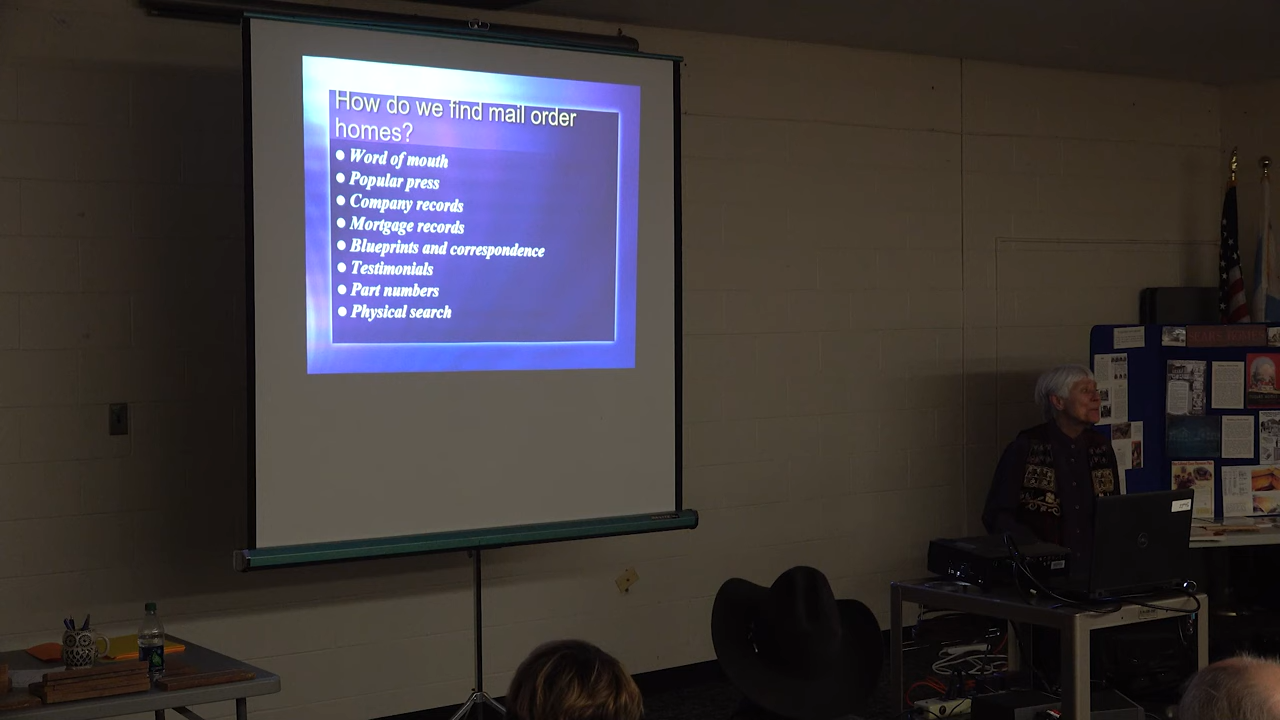 How do we find mail order
homes?
Word of mouth
Popular press
Company records
Mortgage records
Blueprints and correspondence
Testimonials
Part numbers
Physical search